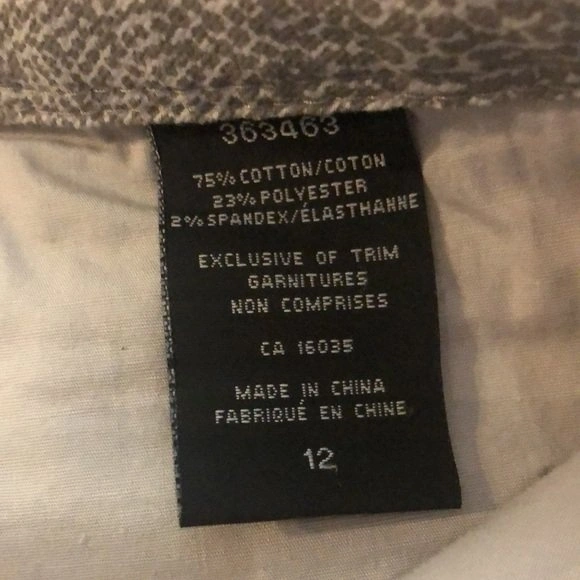 363463
75% COTTON/COTON
23% POLYESTER
2% SPANDEX/ÉLASTHANNE
EXCLUSIVE OF TRIM
GARNITURES
NON COMPRISES
CA 16035
MADE IN CHINA
FABRIQUÉ EN CHINE
12